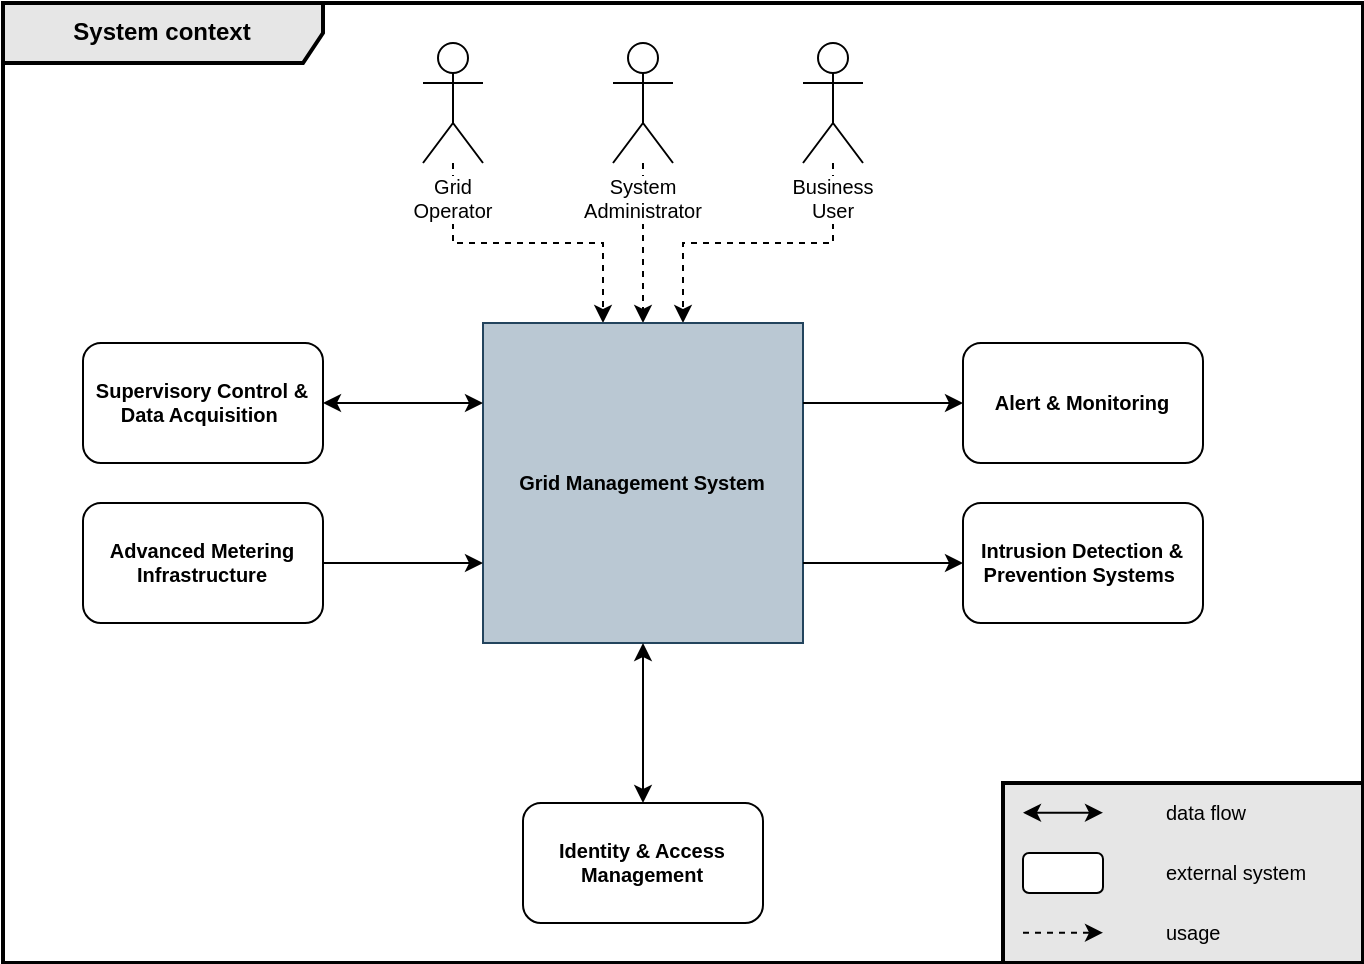 System context
Grid
Operator
System
Administrator
Business
User
Supervisory Control &
Data Acquisition
Alert & Monitoring
Grid Management System
Advanced Metering
Infrastructure
Intrusion Detection &
Prevention Systems
Identity & Access
Management
data flow
external system
usage